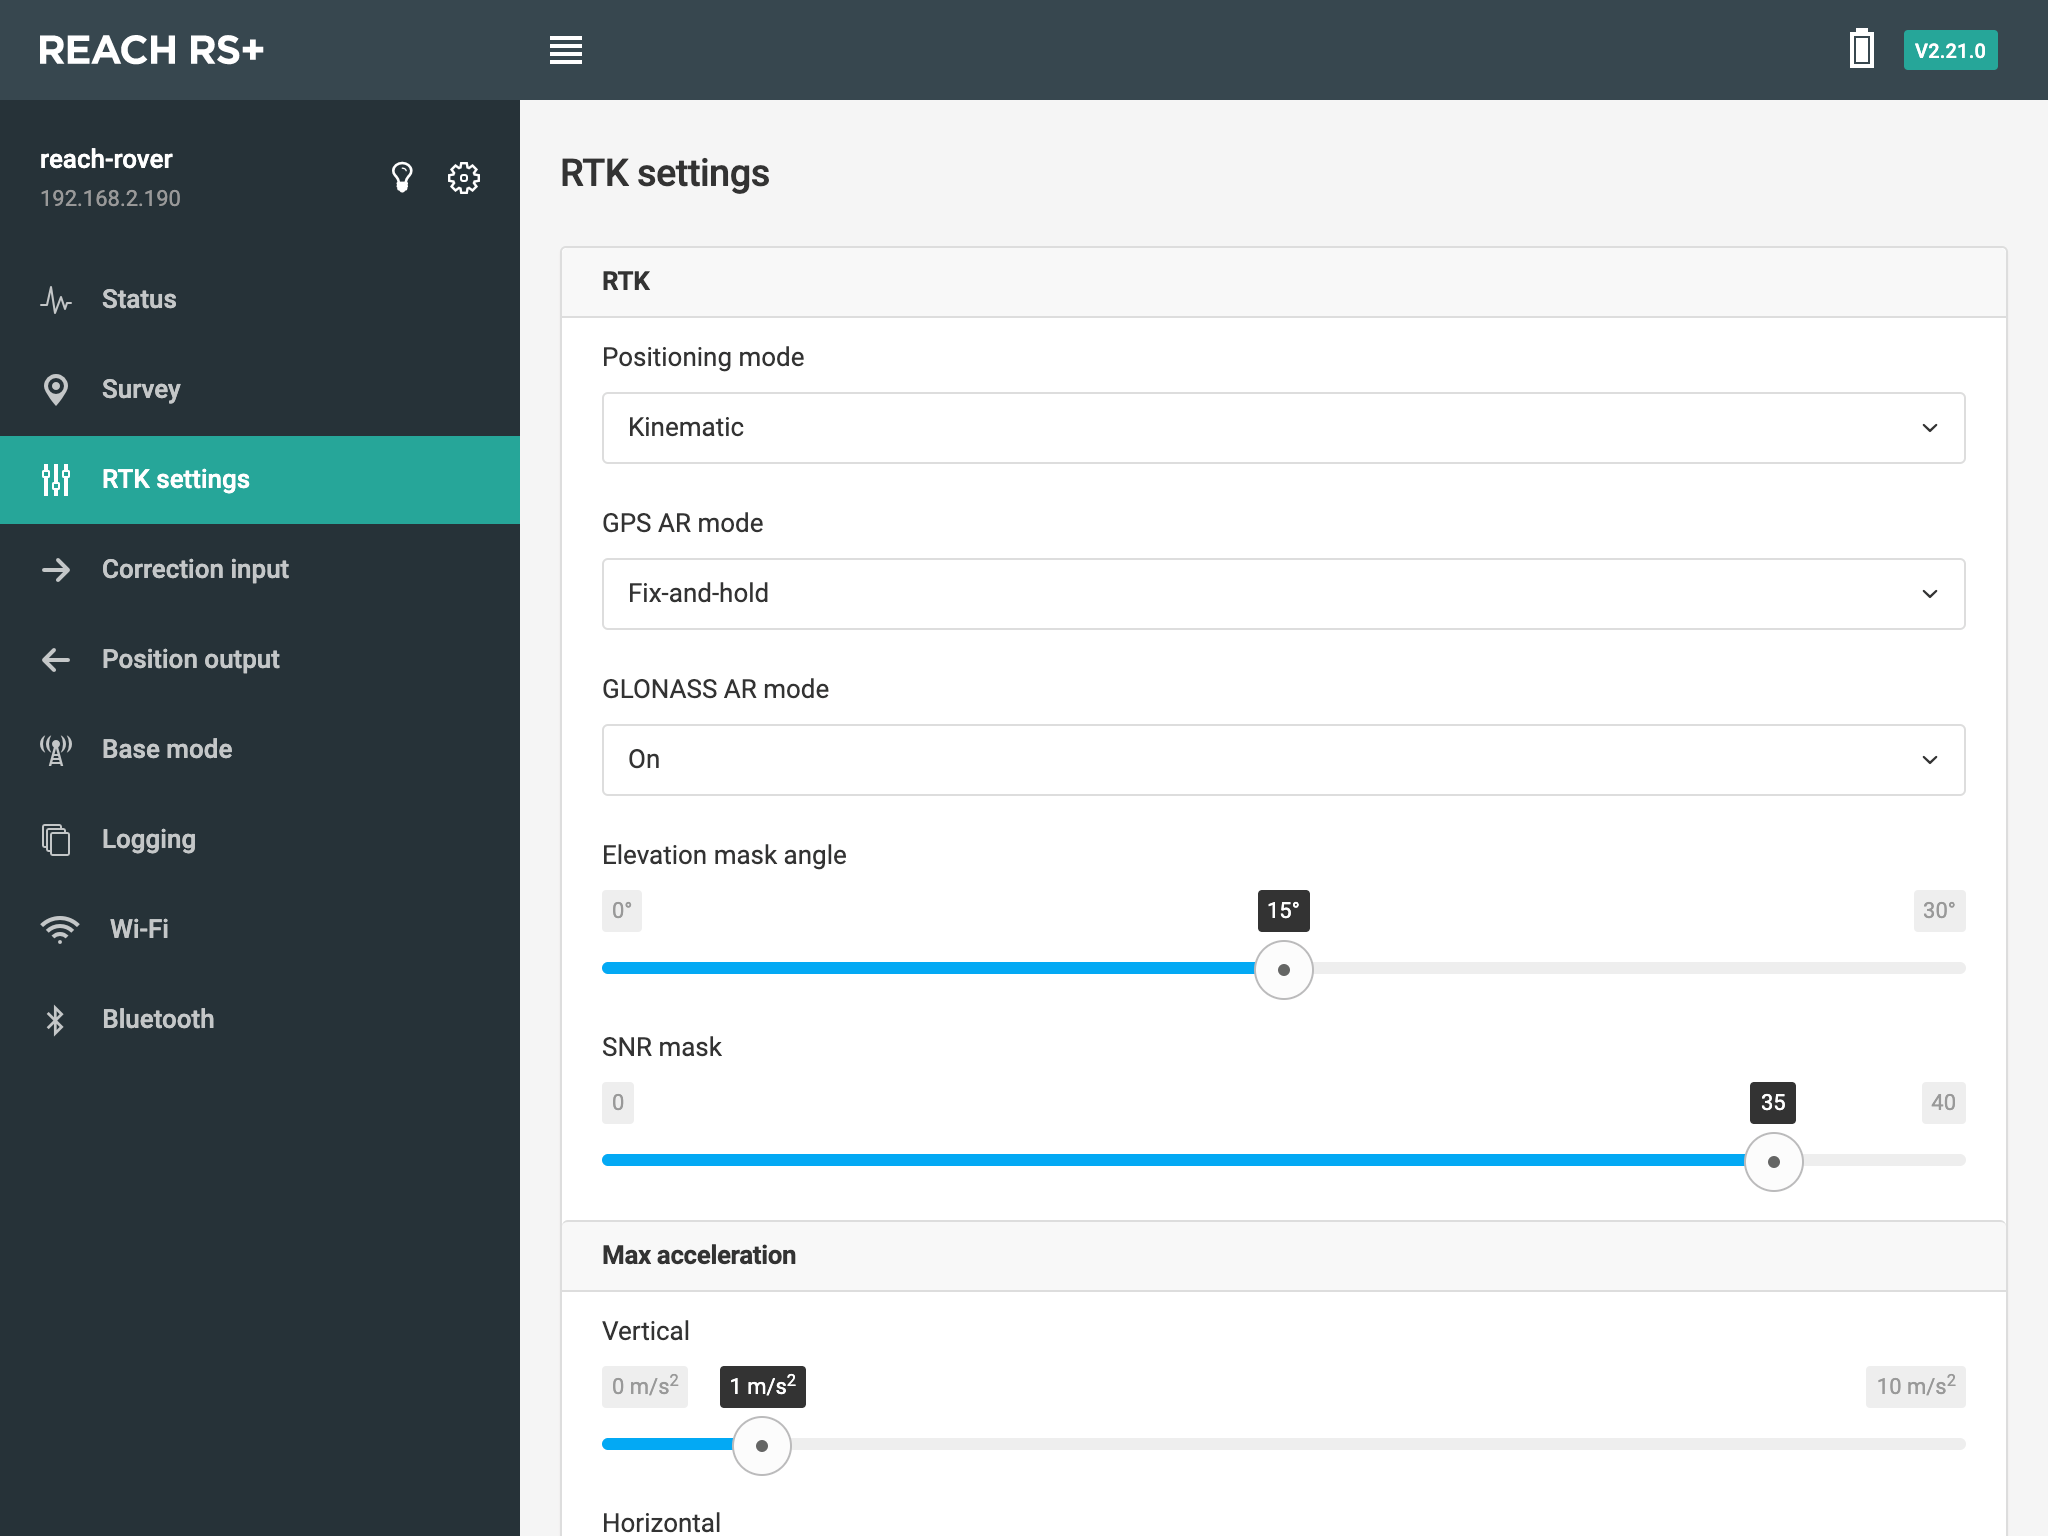 REACH RS+
V2.21.0
reach-rover
192.168.2.190
Status
Survey
RTK settings
Correction input
Position output
Base mode
Logging
Wi-Fi
Bluetooth
RTK settings
RTK
Positioning mode
Kinematic
GPS AR mode
Fix-and-hold
GLONASS AR mode
On
Elevation mask angle
0° 15° 30°
SNR mask
0 35 40
Max acceleration
Vertical
0 m/s² 1 m/s² 10 m/s²
Horizontal